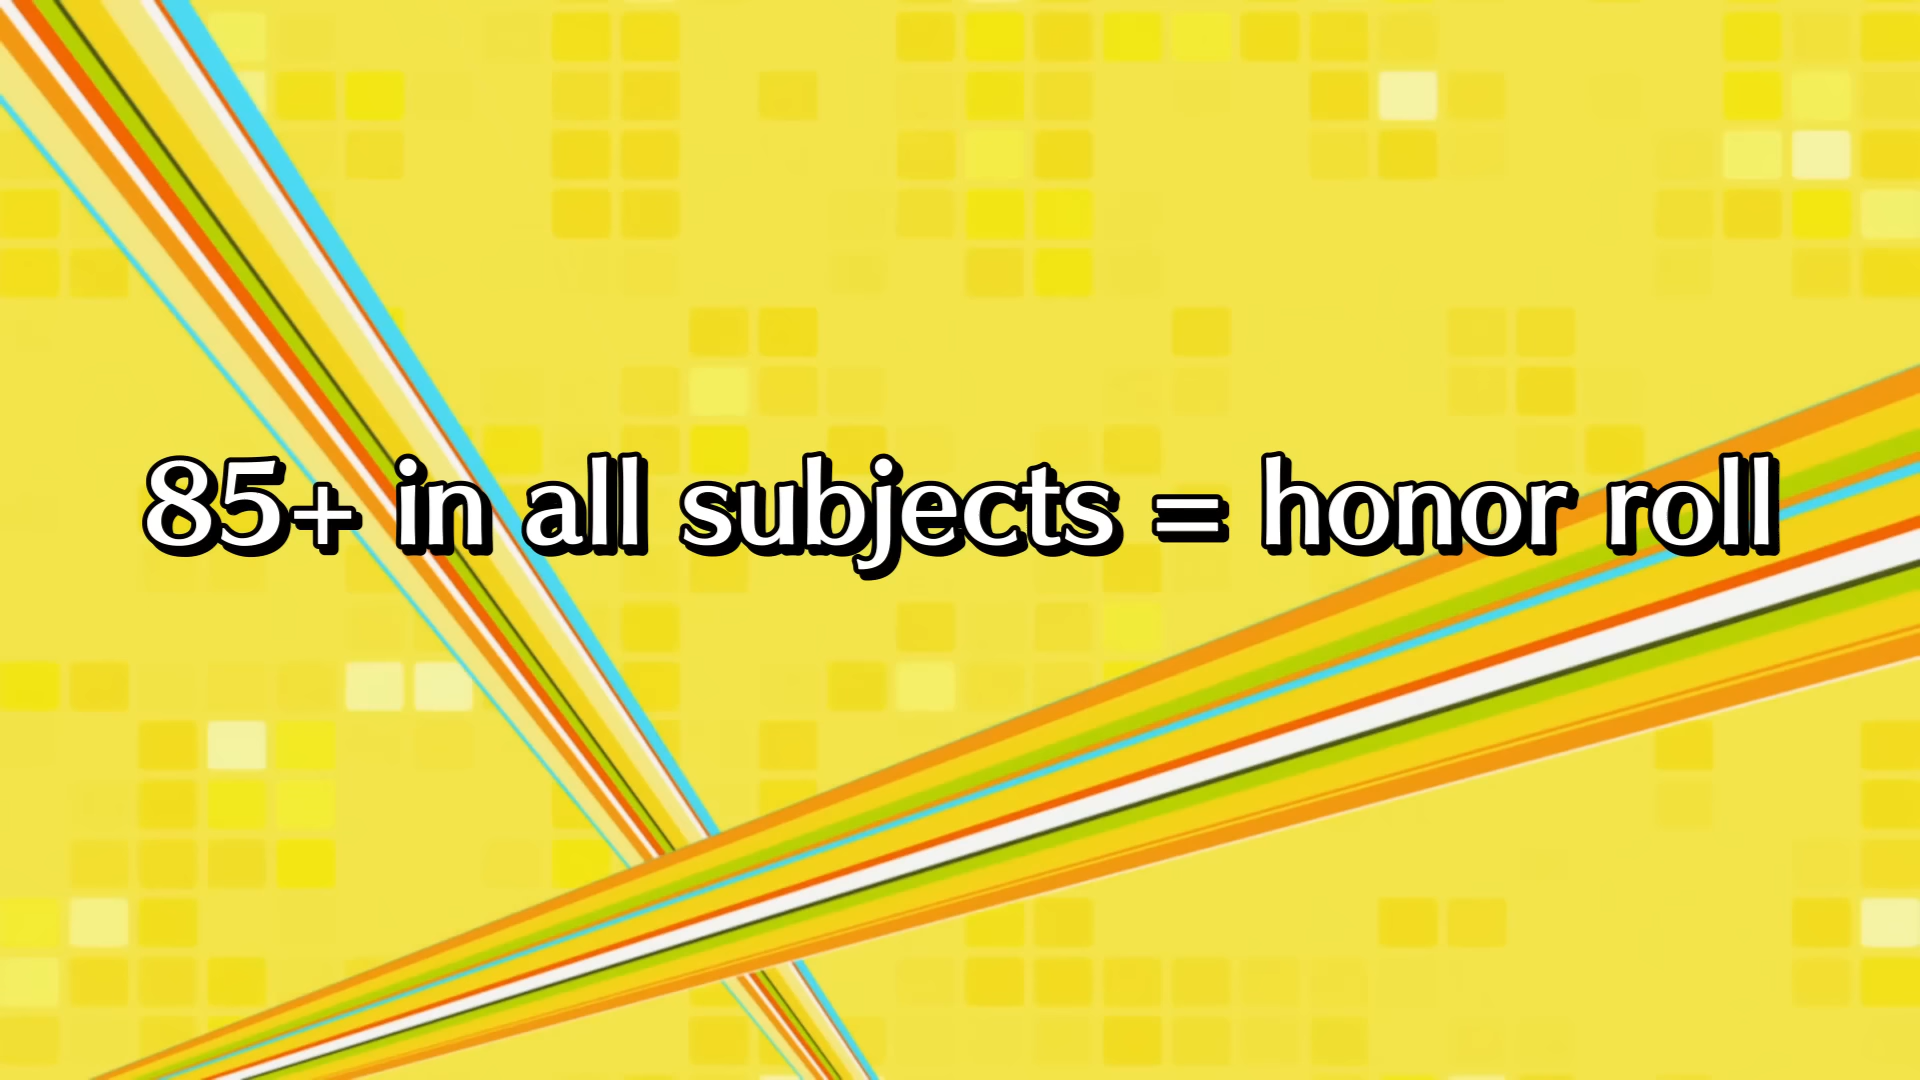 85+ in all subjects = honor roll